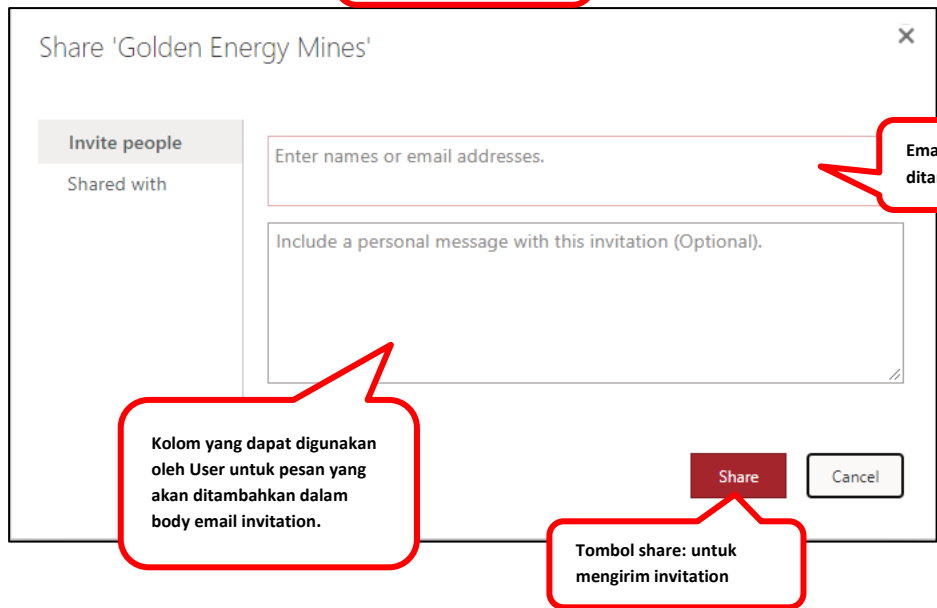 Share 'Golden Energy Mines'
Invite people
Shared with
Enter names or email addresses.
Include a personal message with this invitation (Optional).
Kolom yang dapat digunakan
oleh User untuk pesan yang
akan ditambahkan dalam
body email invitation.
Share
Cancel
Tombol share: untuk
mengirim invitation